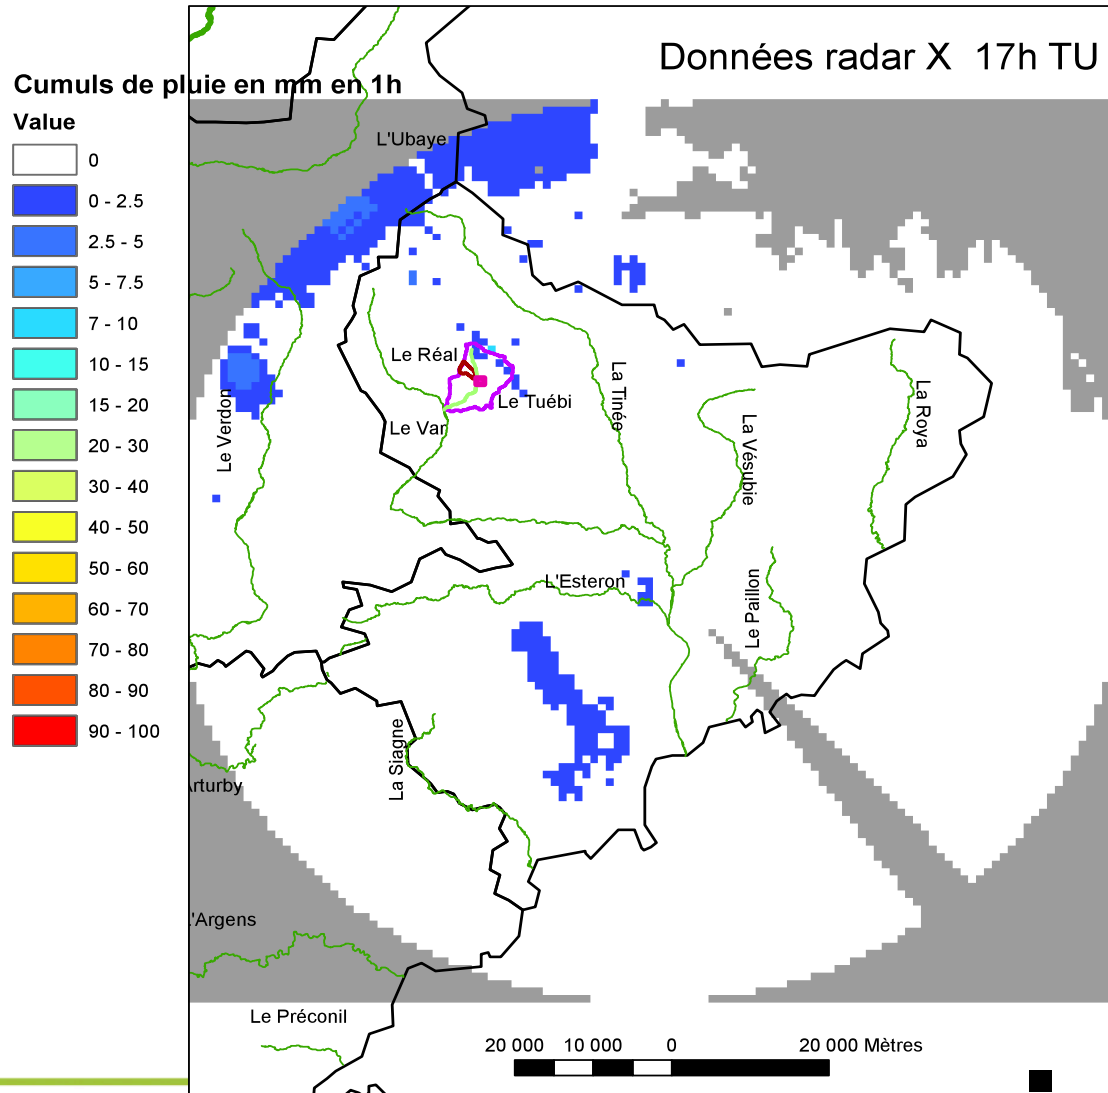 Données radar X 17h TU
Cumuls de pluie en mm en 1h
Value
0
0 - 2.5
2.5 - 5
5 - 7.5
7 - 10
10 - 15
15 - 20
20 - 30
30 - 40
40 - 50
50 - 60
60 - 70
70 - 80
80 - 90
90 - 100
L'Ubaye
Le Réal
Le Tuébi
Le Var
Le Verdon
La Tinée
La Vésubie
La Roya
L'Esteron
Le Paillon
La Siagne
Arturby
L'Argens
Le Préconil
20 000 10 000 0 20 000 Mètres